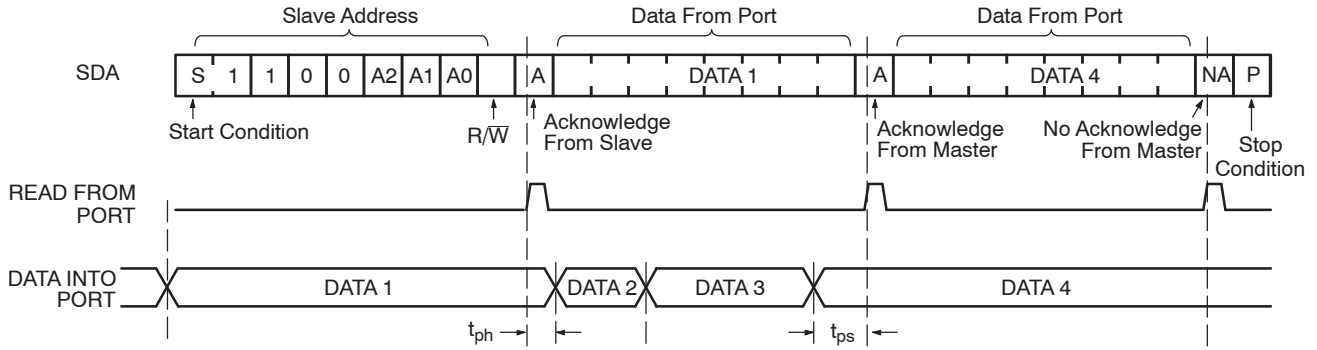 Slave Address
Data From Port
Data From Port
SDA
S 1 1 0 0 A2 A1 A0 A DATA 1 A DATA 4 NA P
Start Condition
R/W̅
Acknowledge
From Slave
Acknowledge
From Master
No Acknowledge
From Master
Stop
Condition
READ FROM
PORT
DATA INTO
PORT
DATA 1
DATA 2
DATA 3
DATA 4
tph
tps